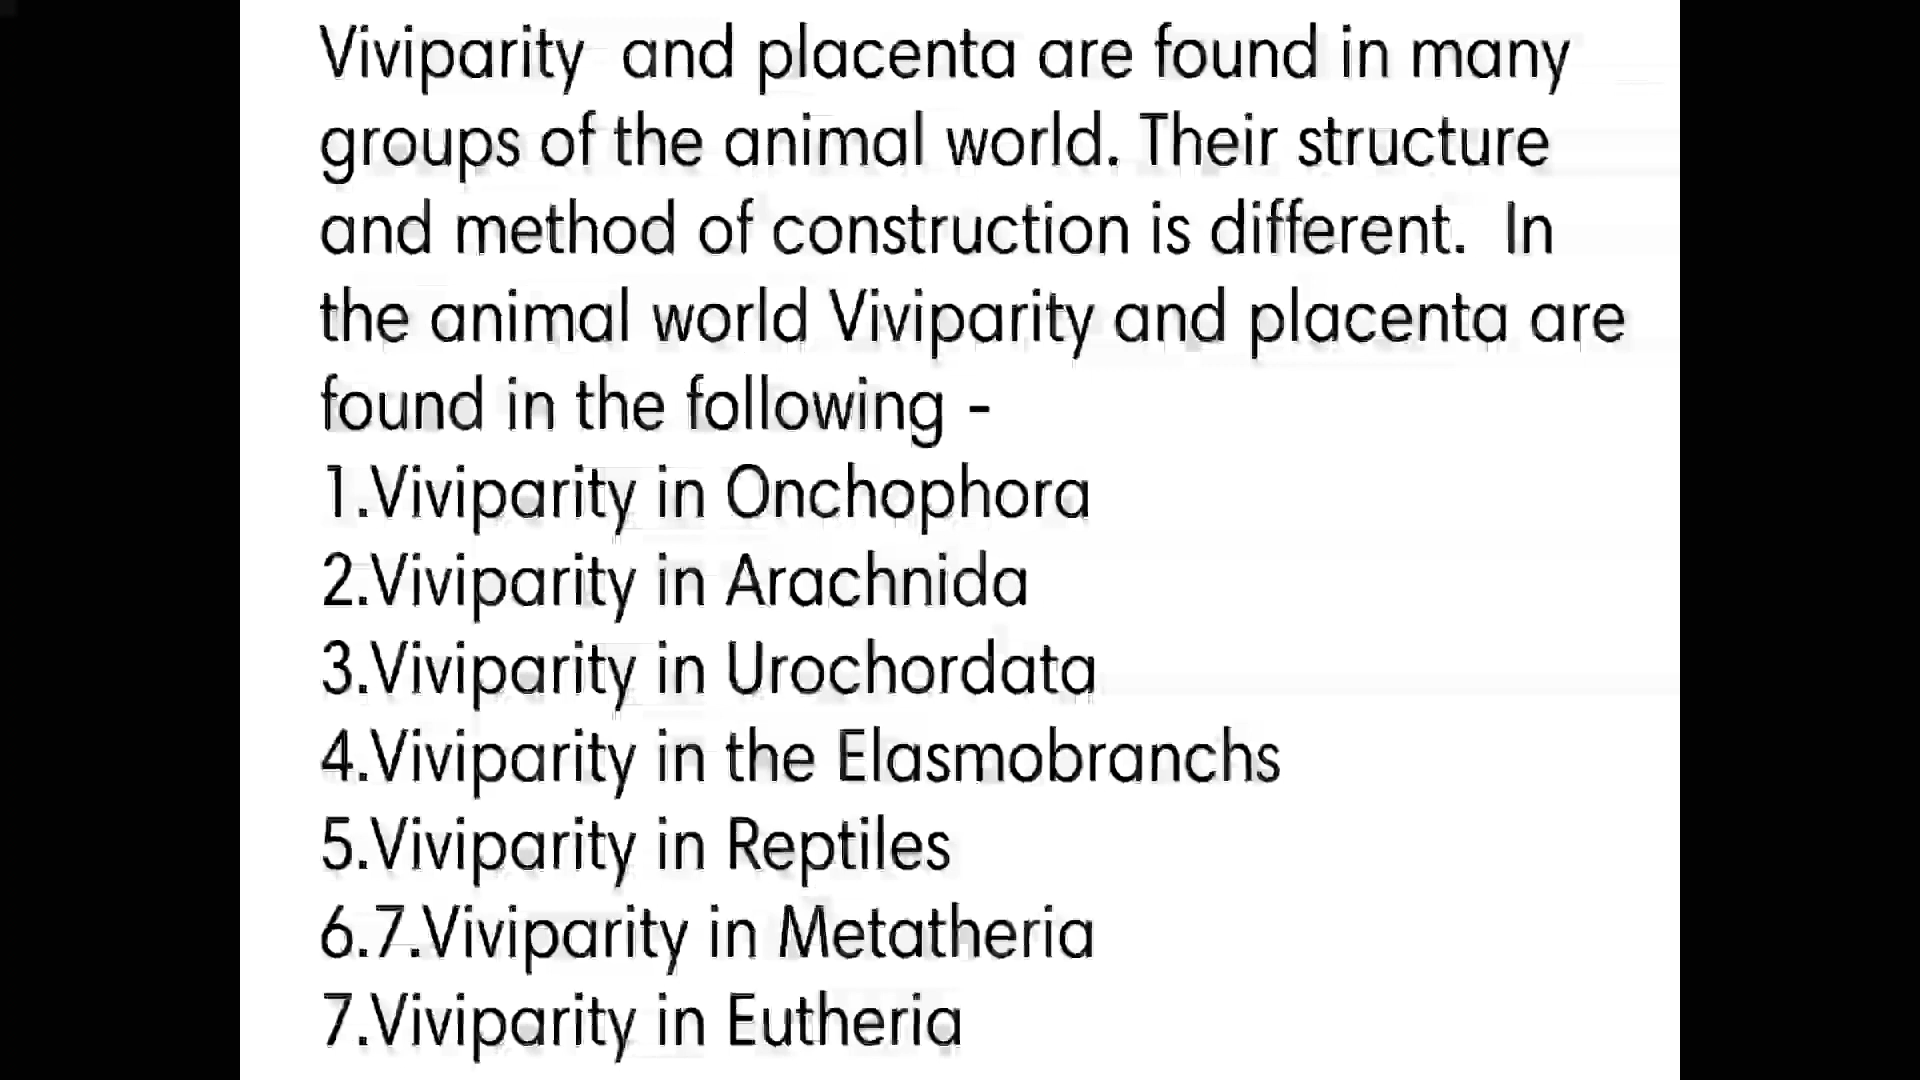 Viviparity and placenta are found in many
groups of the animal world. Their structure
and method of construction is different. In
the animal world Viviparity and placenta are
found in the following -
1.Viviparity in Onchophora
2.Viviparity in Arachnida
3.Viviparity in Urochordata
4.Viviparity in the Elasmobranchs
5.Viviparity in Reptiles
6.7.Viviparity in Metatheria
7.Viviparity in Eutheria